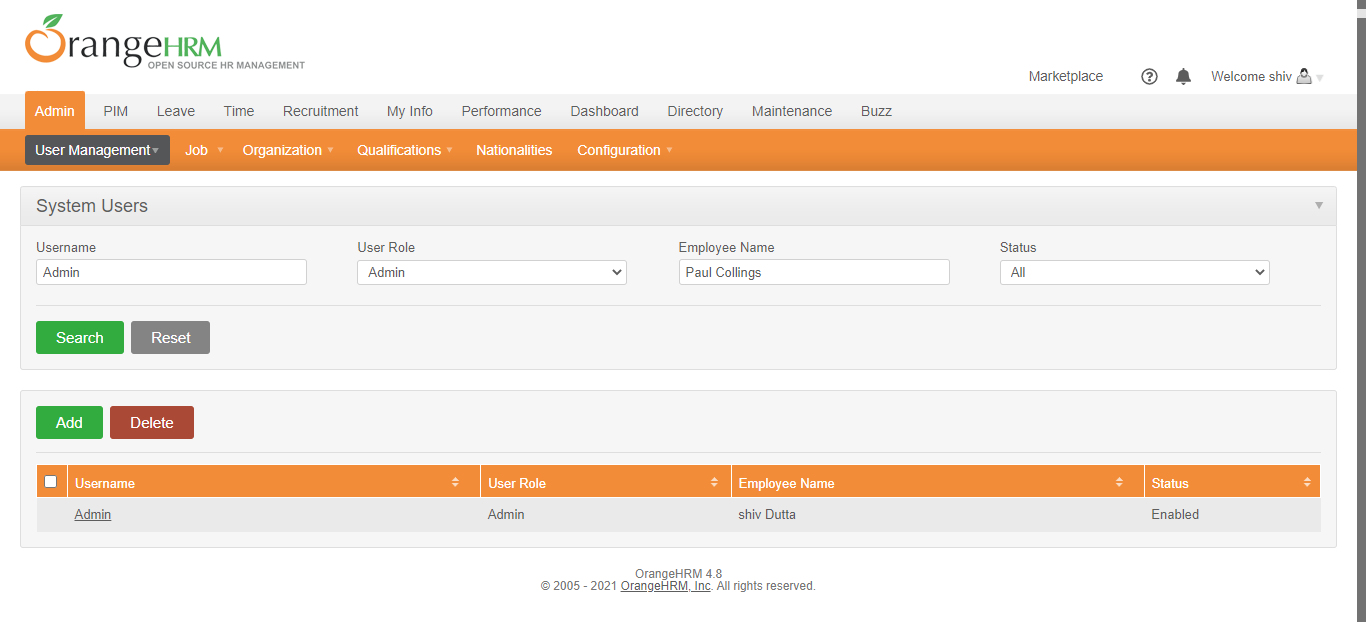 OrangeHRM
OPEN SOURCE HR MANAGEMENT
Marketplace Welcome shiv
Admin PIM Leave Time Recruitment My Info Performance Dashboard Directory Maintenance Buzz
User Management Job Organization Qualifications Nationalities Configuration
System Users
Username User Role Employee Name Status
Admin Admin Paul Collings All
Search Reset
Add Delete
Username User Role Employee Name Status
Admin Admin shiv Dutta Enabled
OrangeHRM 4.8
© 2005 - 2021 OrangeHRM, Inc. All rights reserved.